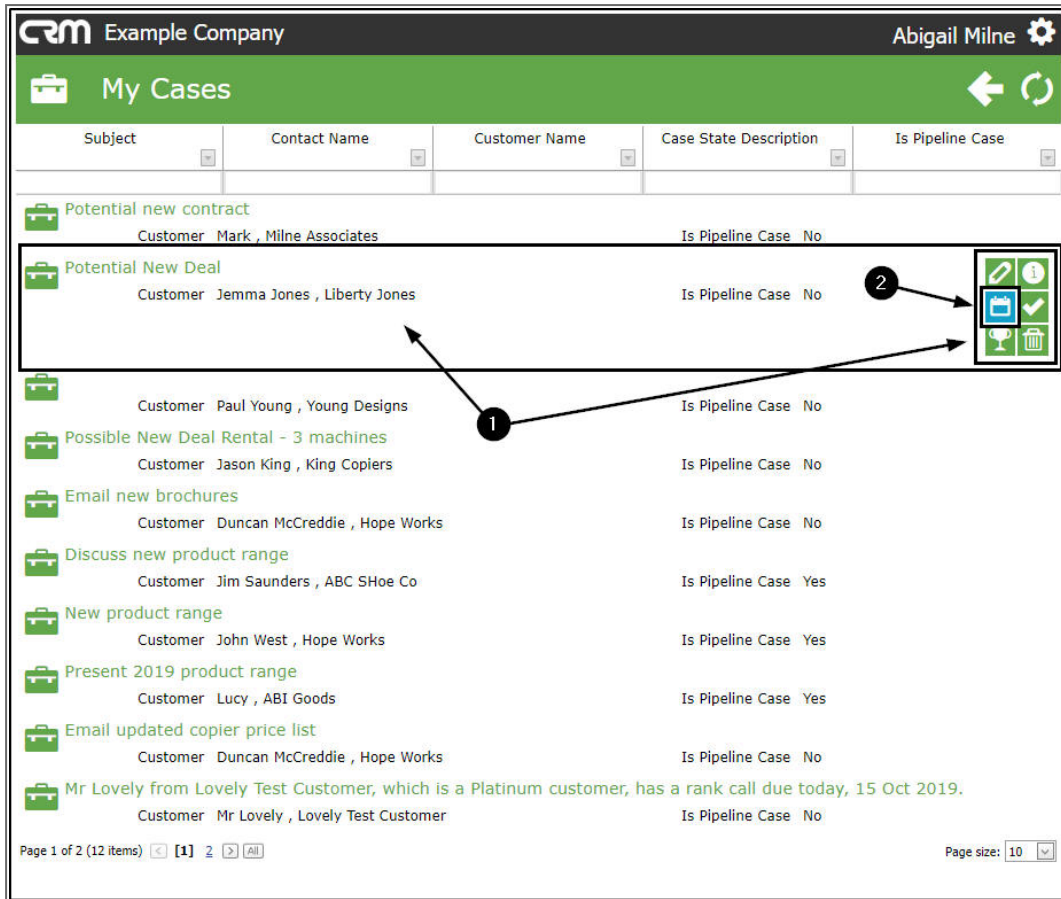 CRM Example Company Abigail Milne
My Cases
Subject Contact Name Customer Name Case State Description Is Pipeline Case
Potential new contract
Customer Mark , Milne Associates Is Pipeline Case No
Potential New Deal
Customer Jemma Jones , Liberty Jones Is Pipeline Case No
2
Customer Paul Young , Young Designs Is Pipeline Case No
1
Possible New Deal Rental - 3 machines
Customer Jason King , King Copiers Is Pipeline Case No
Email new brochures
Customer Duncan McCreddie , Hope Works Is Pipeline Case No
Discuss new product range
Customer Jim Saunders , ABC SHoe Co Is Pipeline Case Yes
New product range
Customer John West , Hope Works Is Pipeline Case Yes
Present 2019 product range
Customer Lucy , ABI Goods Is Pipeline Case Yes
Email updated copier price list
Customer Duncan McCreddie , Hope Works Is Pipeline Case No
Mr Lovely from Lovely Test Customer, which is a Platinum customer, has a rank call due today, 15 Oct 2019.
Customer Mr Lovely , Lovely Test Customer Is Pipeline Case No
Page 1 of 2 (12 items) < [1] 2 > All Page size: 10